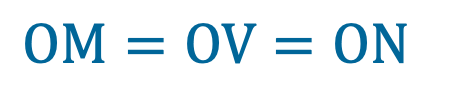 OM = OV = ON